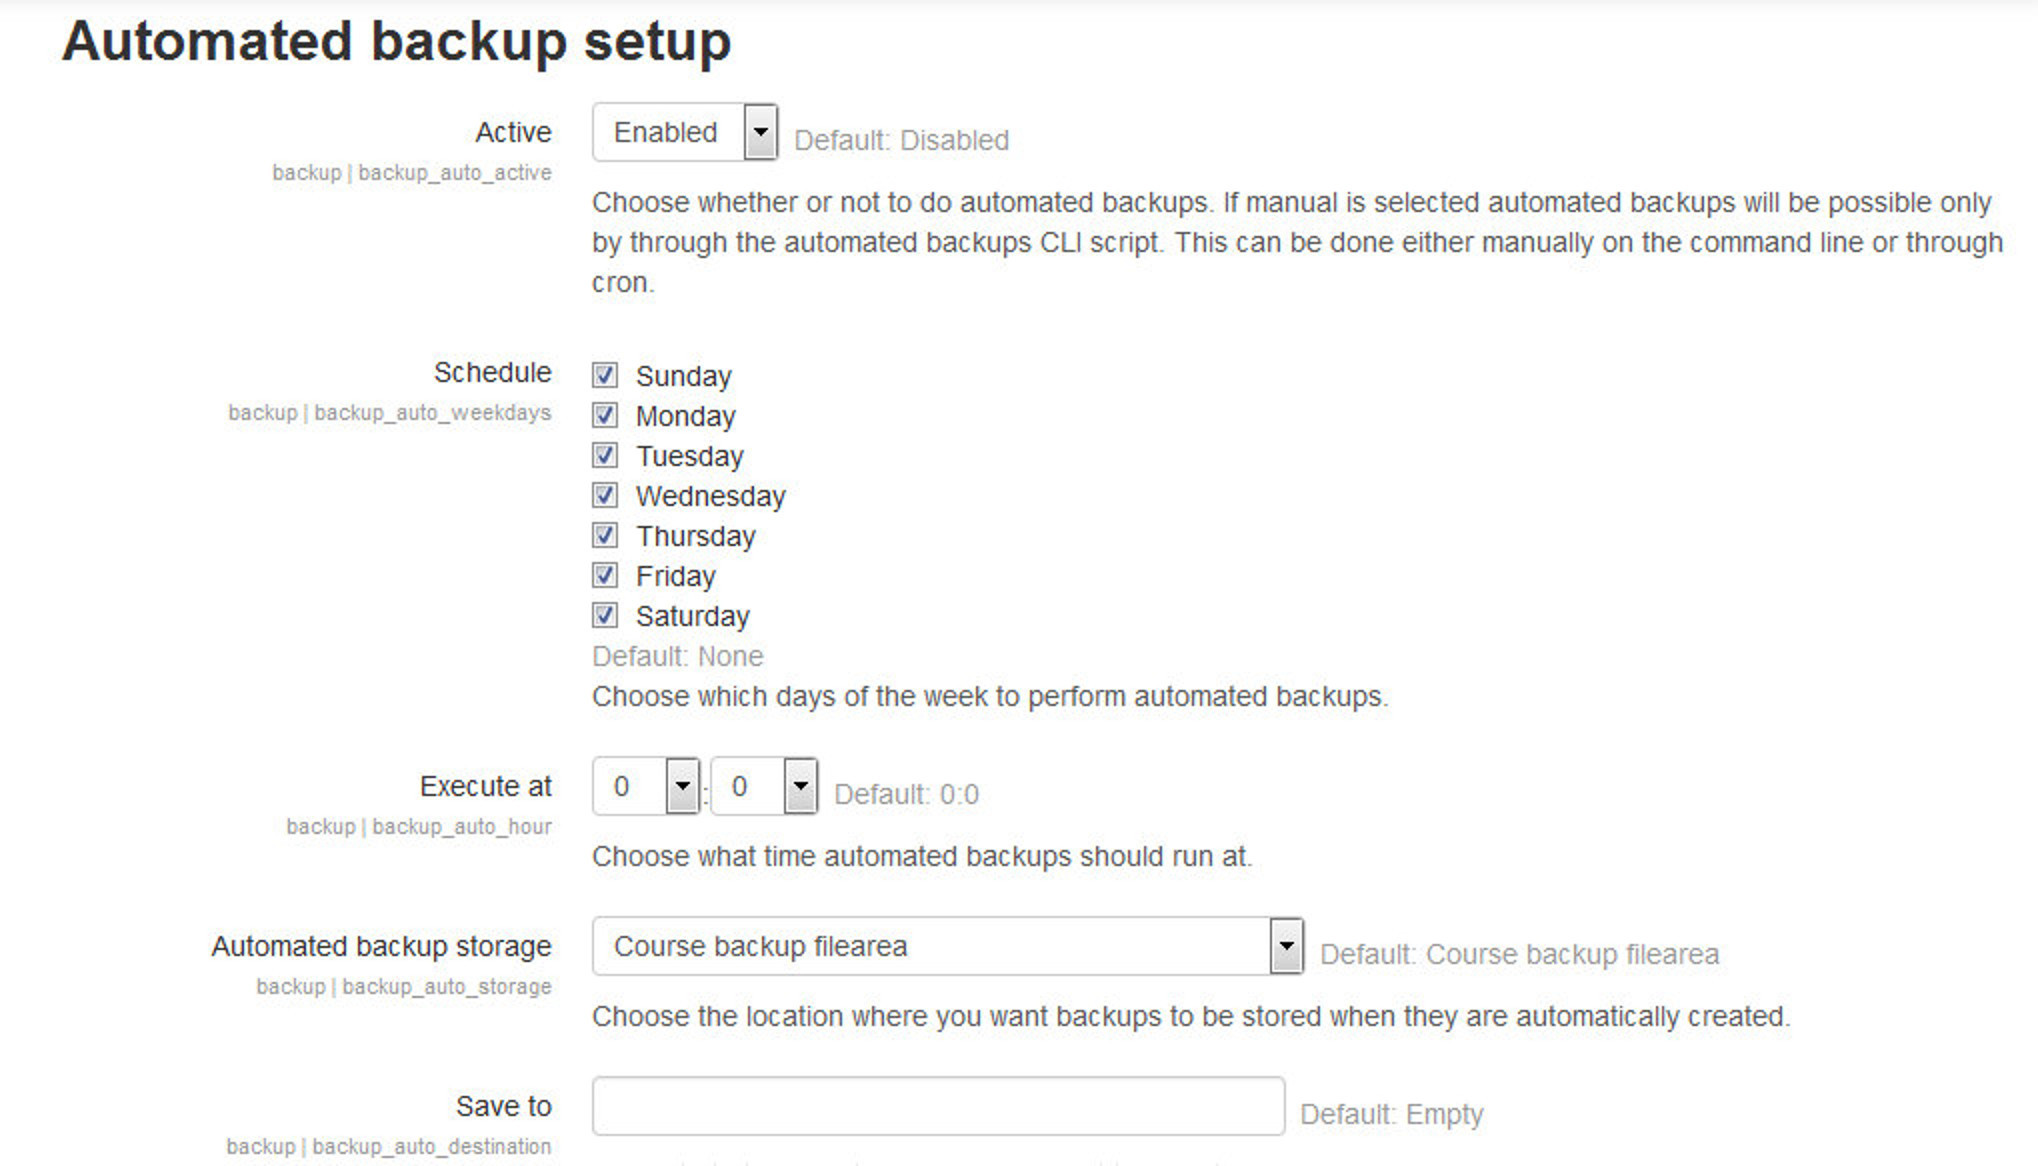 Automated backup setup
Active
Enabled
Default: Disabled
backup | backup_auto_active
Choose whether or not to do automated backups. If manual is selected automated backups will be possible only
by through the automated backups CLI script. This can be done either manually on the command line or through
cron.
Schedule
backup | backup_auto_weekdays
Sunday
Monday
Tuesday
Wednesday
Thursday
Friday
Saturday
Default: None
Choose which days of the week to perform automated backups.
Execute at
0 : 0
Default: 0:0
backup | backup_auto_hour
Choose what time automated backups should run at.
Automated backup storage
Course backup filearea
Default: Course backup filearea
backup | backup_auto_storage
Choose the location where you want backups to be stored when they are automatically created.
Save to
Default: Empty
backup | backup_auto_destination